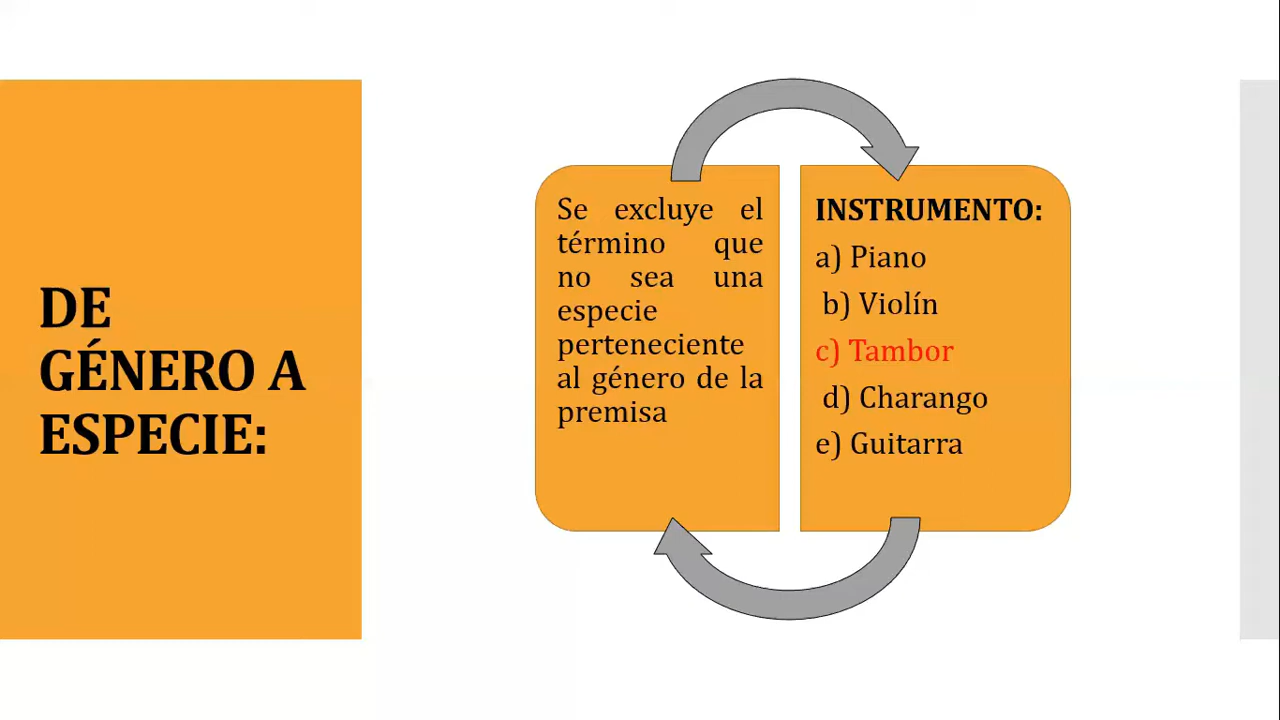 DE
GÉNERO A
ESPECIE:
Se excluye el
término que
no sea una
especie
perteneciente
al género de la
premisa
INSTRUMENTO:
a) Piano
b) Violín
c) Tambor
d) Charango
e) Guitarra